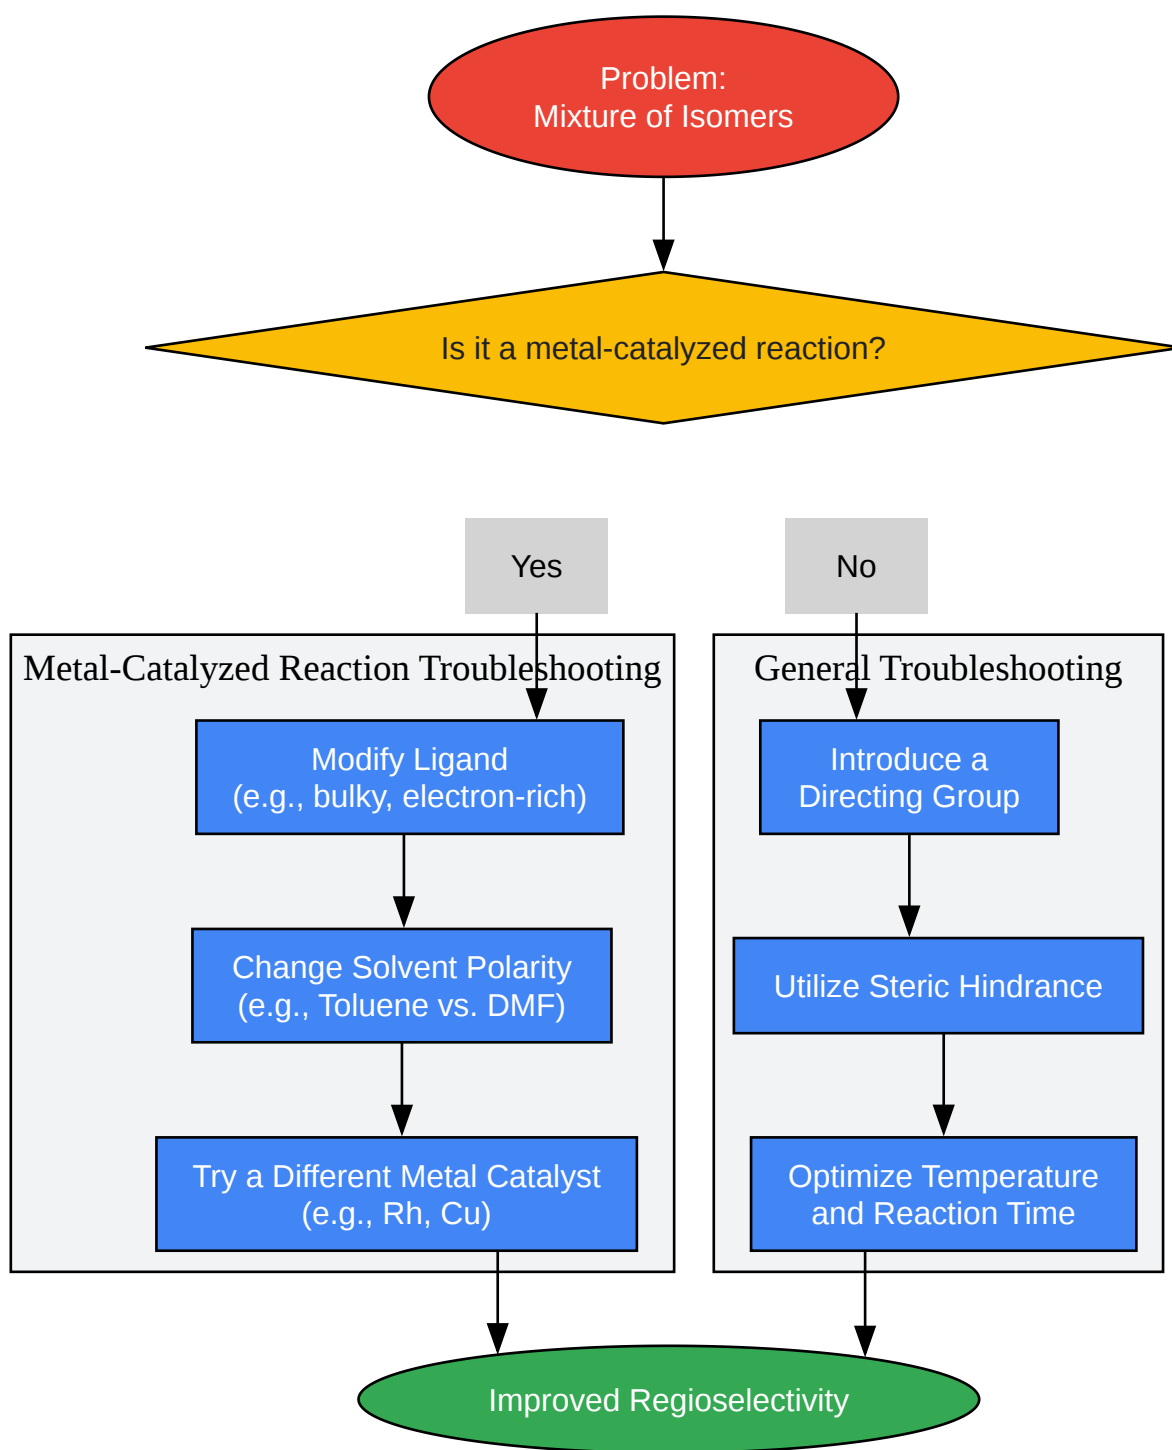 Problem:
Mixture of Isomers
Is it a metal-catalyzed reaction?
Yes
No
Metal-Catalyzed Reaction Troubleshooting
Modify Ligand
(e.g., bulky, electron-rich)
Change Solvent Polarity
(e.g., Toluene vs. DMF)
Try a Different Metal Catalyst
(e.g., Rh, Cu)
General Troubleshooting
Introduce a
Directing Group
Utilize Steric Hindrance
Optimize Temperature
and Reaction Time
Improved Regioselectivity